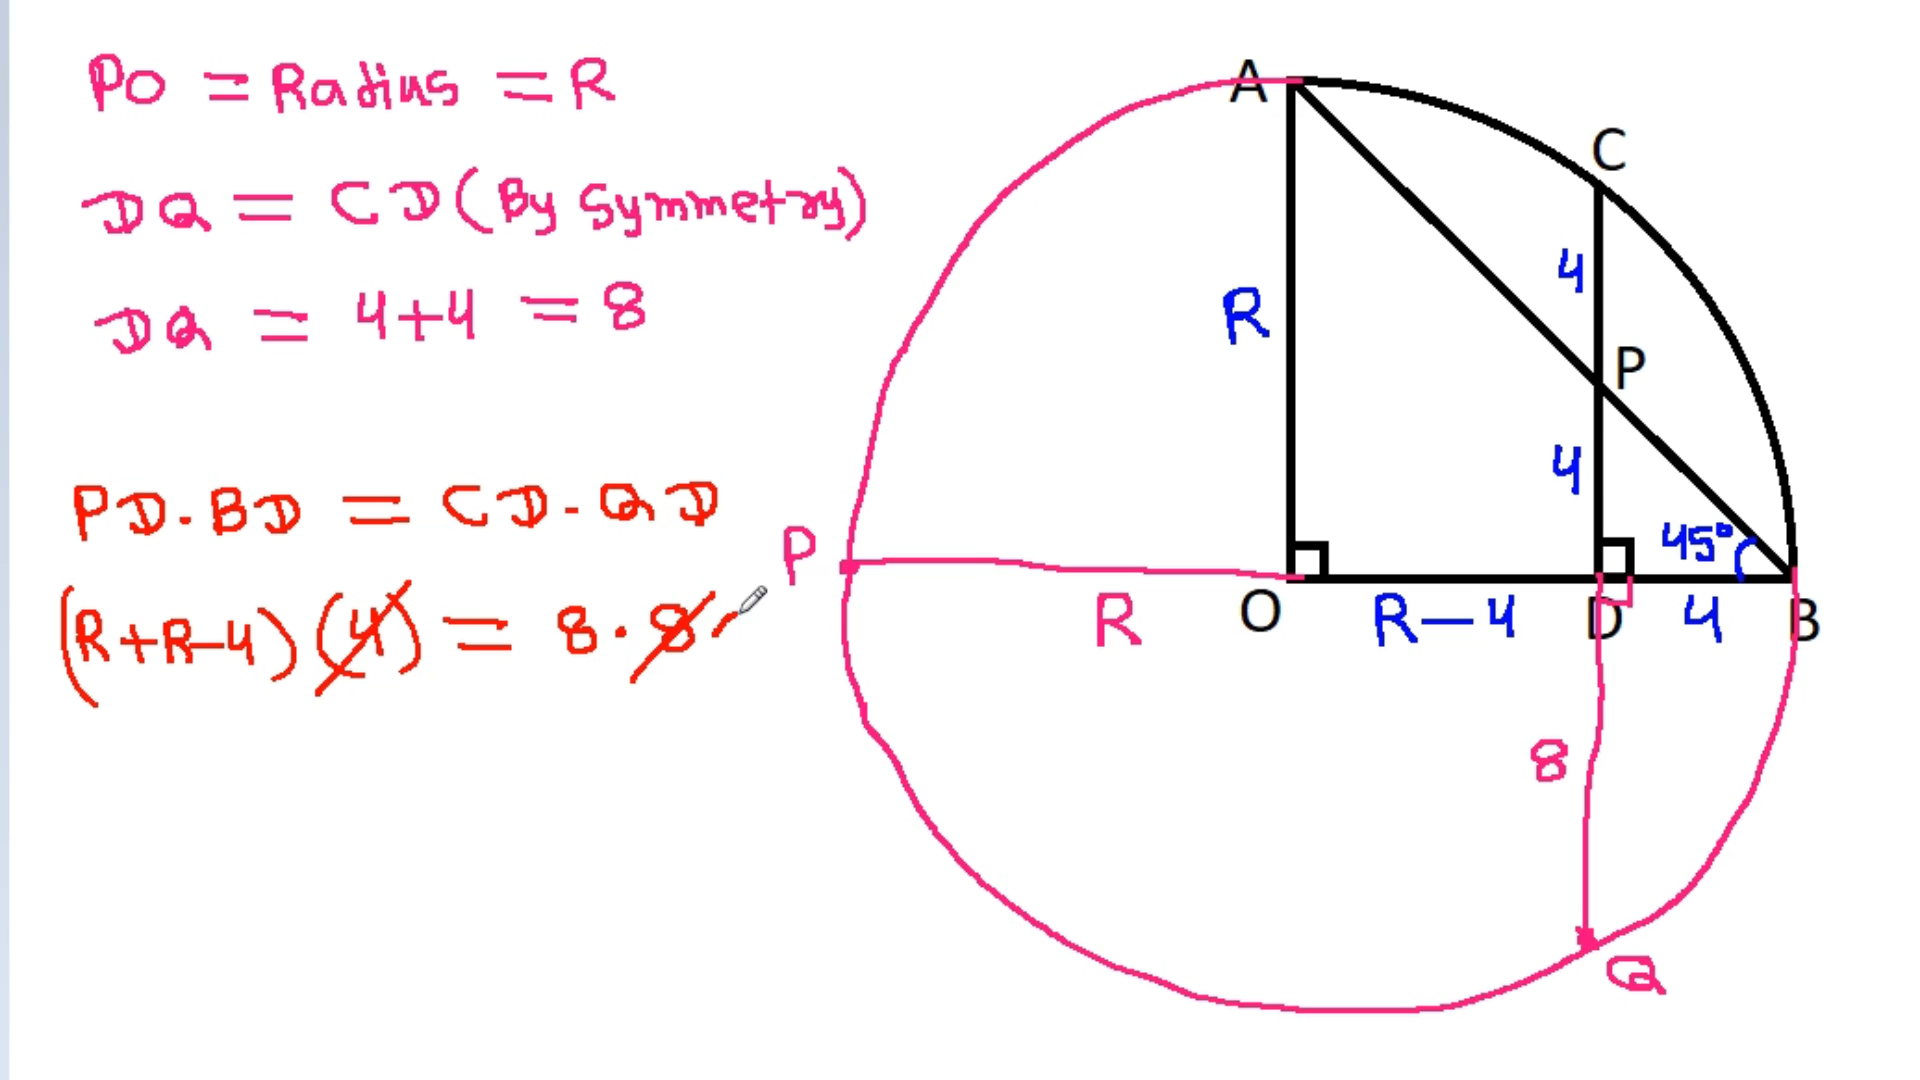 PO = Radius = R
DQ = CD (By Symmetry)
DQ = 4+4 = 8
PD . BD = CD . QD
(R+R-4) (4) = 8 . 8
A
C
4
R
P
4
45°
P
R
O
R-4
D
4
B
8
Q